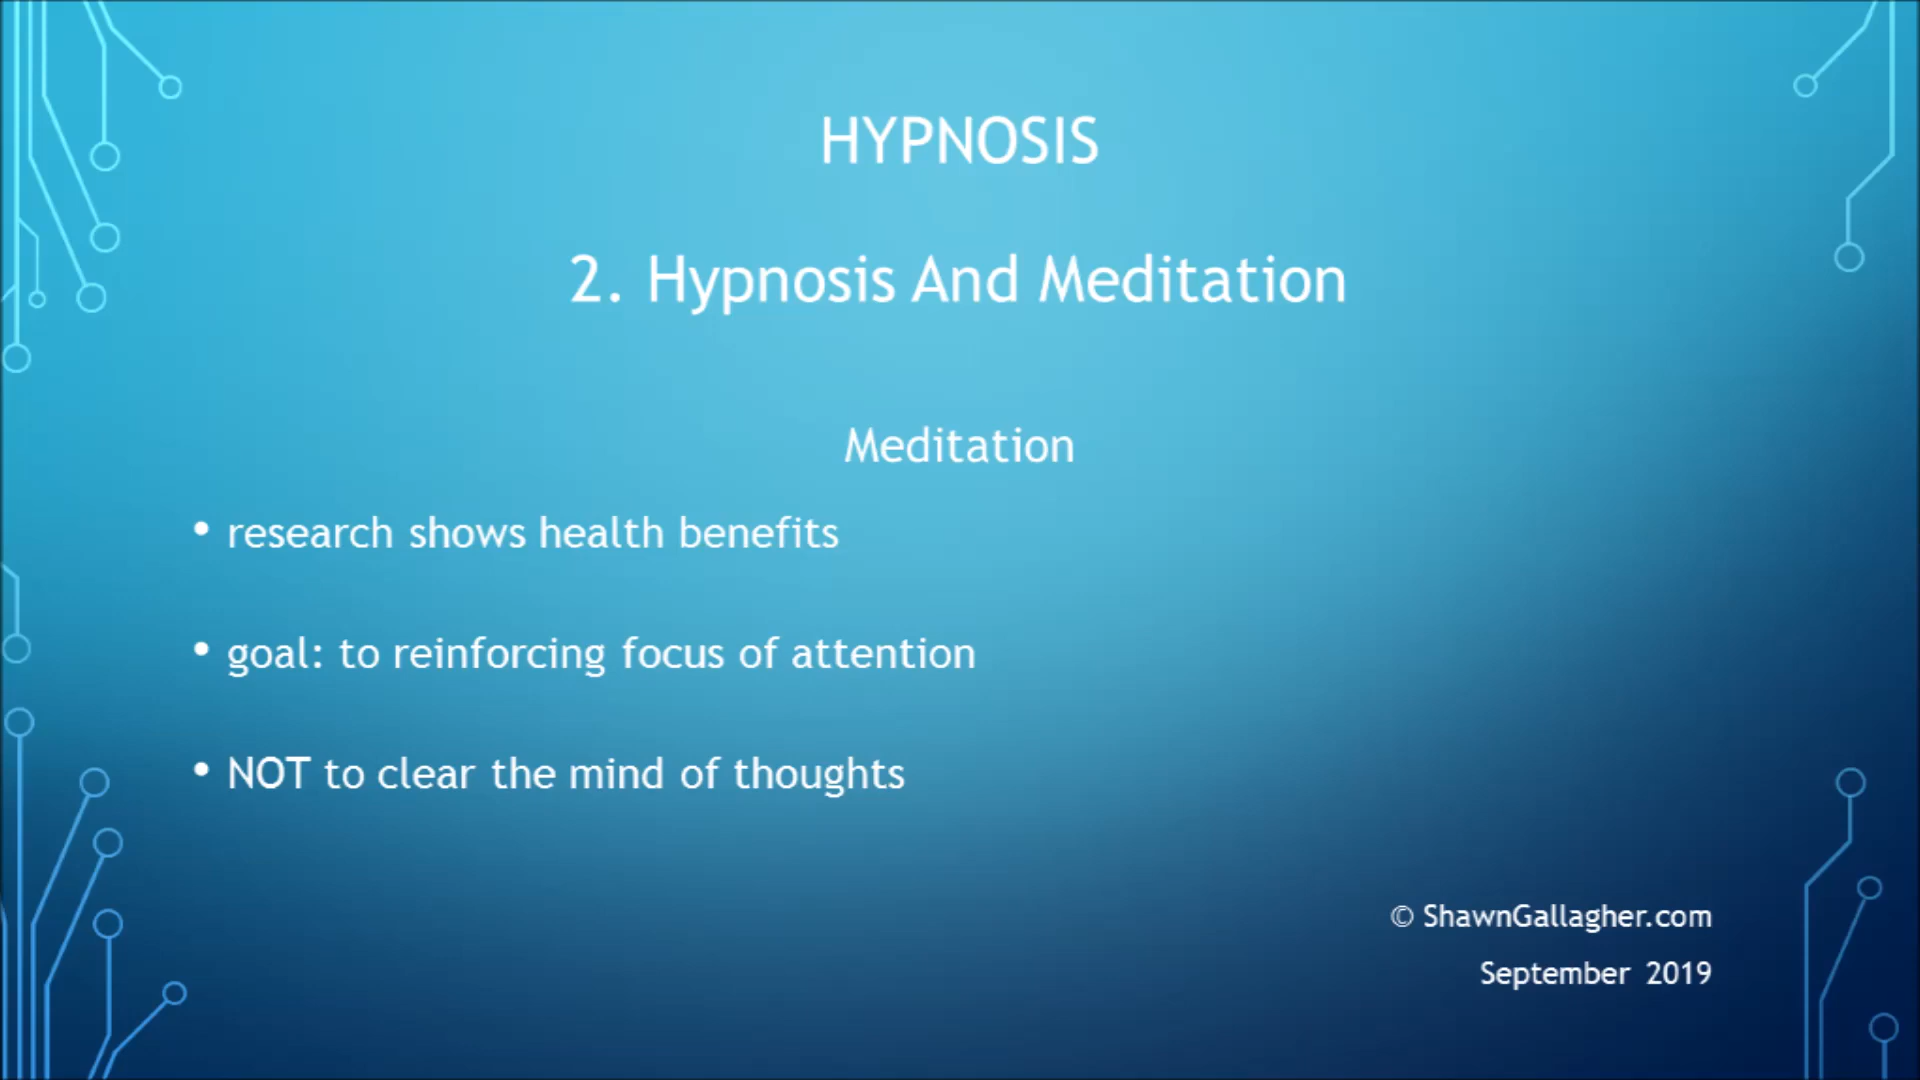 HYPNOSIS
2. Hypnosis And Meditation
Meditation
• research shows health benefits
• goal: to reinforcing focus of attention
• NOT to clear the mind of thoughts
© ShawnGallagher.com
September 2019